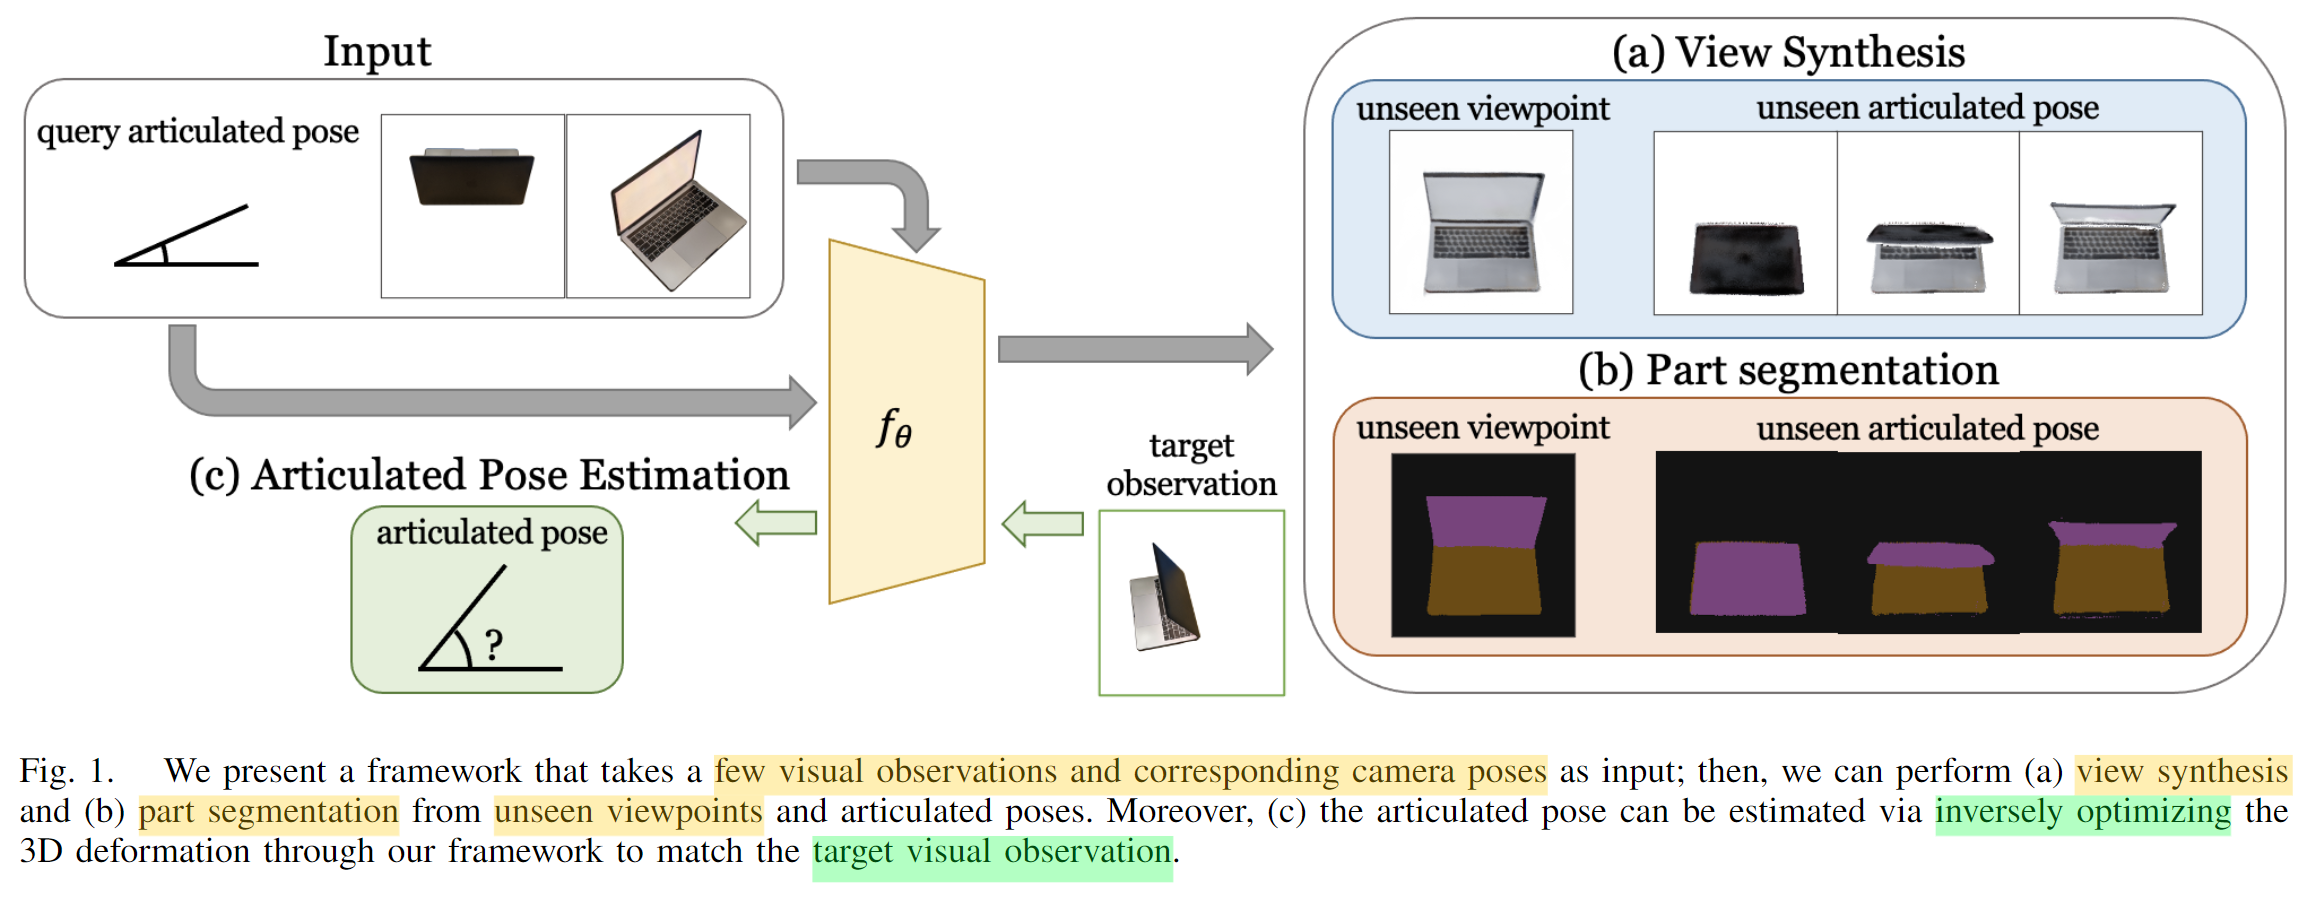 Input
query articulated pose
(a) View Synthesis
unseen viewpoint
unseen articulated pose
(b) Part segmentation
unseen viewpoint
unseen articulated pose
fθ
target
observation
(c) Articulated Pose Estimation
articulated pose
?
Fig. 1. We present a framework that takes a few visual observations and corresponding camera poses as input; then, we can perform (a) view synthesis
and (b) part segmentation from unseen viewpoints and articulated poses. Moreover, (c) the articulated pose can be estimated via inversely optimizing the
3D deformation through our framework to match the target visual observation.